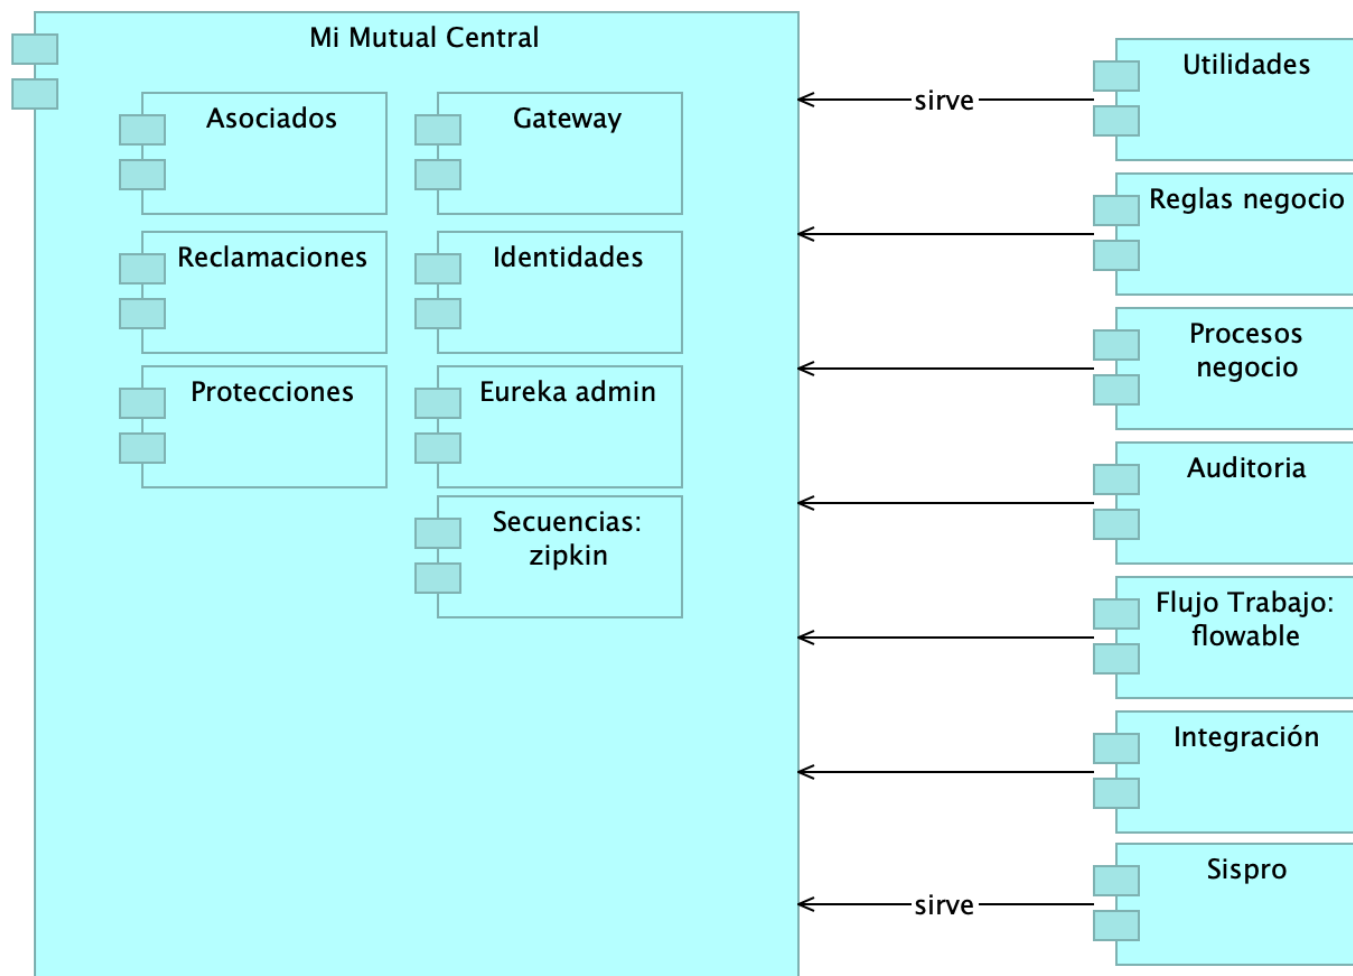 Mi Mutual Central
Asociados
Gateway
Reclamaciones
Identidades
Protecciones
Eureka admin
Secuencias:
zipkin
sirve
Utilidades
Reglas negocio
Procesos
negocio
Auditoria
Flujo Trabajo:
flowable
Integración
sirve
Sispro